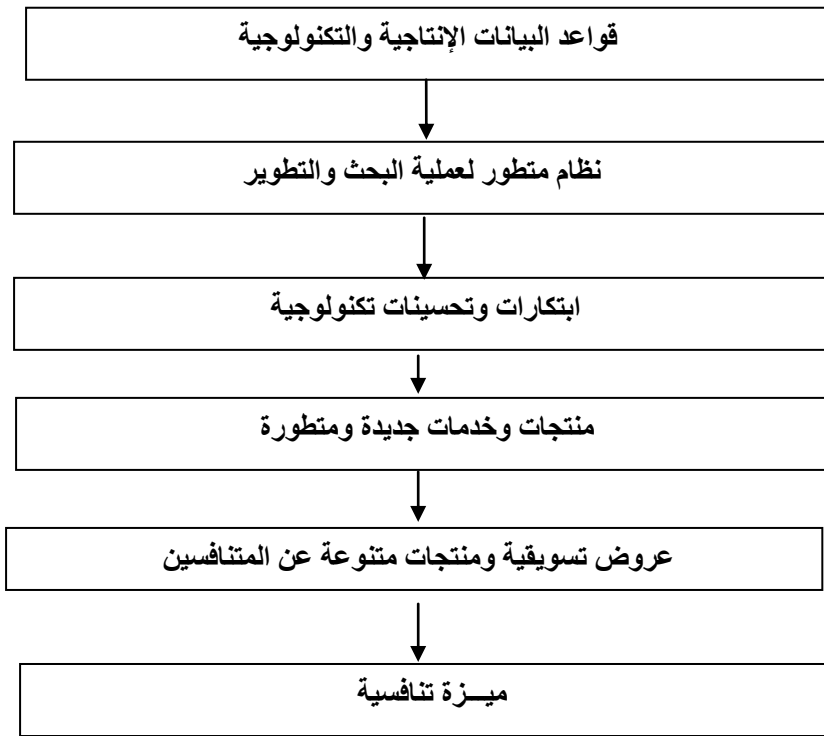 قواعد البيانات الإنتاجية والتكنولوجية
نظام متطور لعملية البحث والتطوير
ابتكارات وتحسينات تكنولوجية
منتجات وخدمات جديدة ومتطورة
عروض تسويقية ومنتجات متنوعة عن المتنافسين
ميـــزة تنافسية